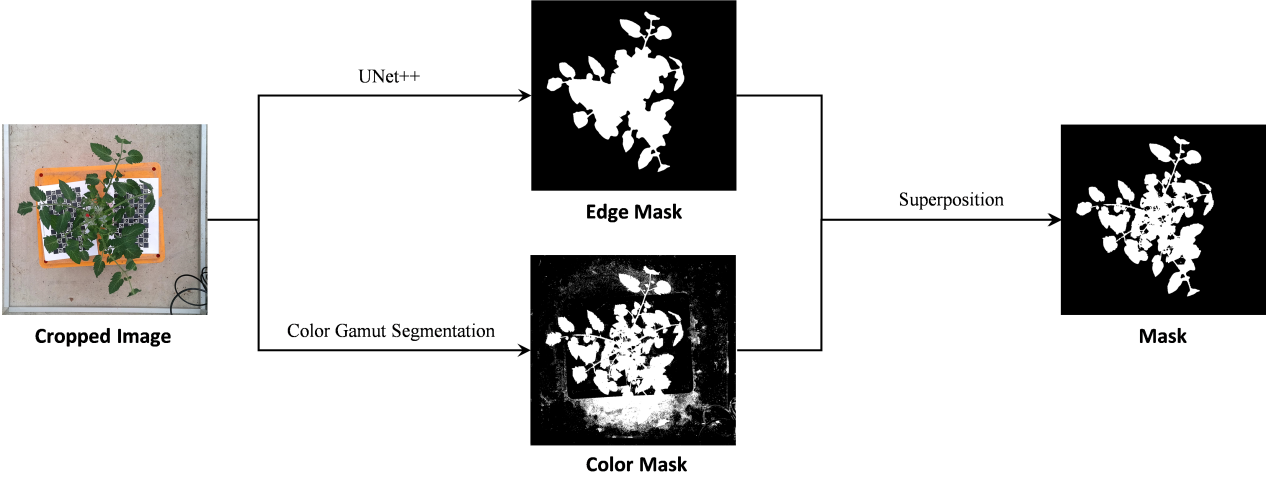 UNet++
Edge Mask
Cropped Image
Superposition
Mask
Color Gamut Segmentation
Color Mask